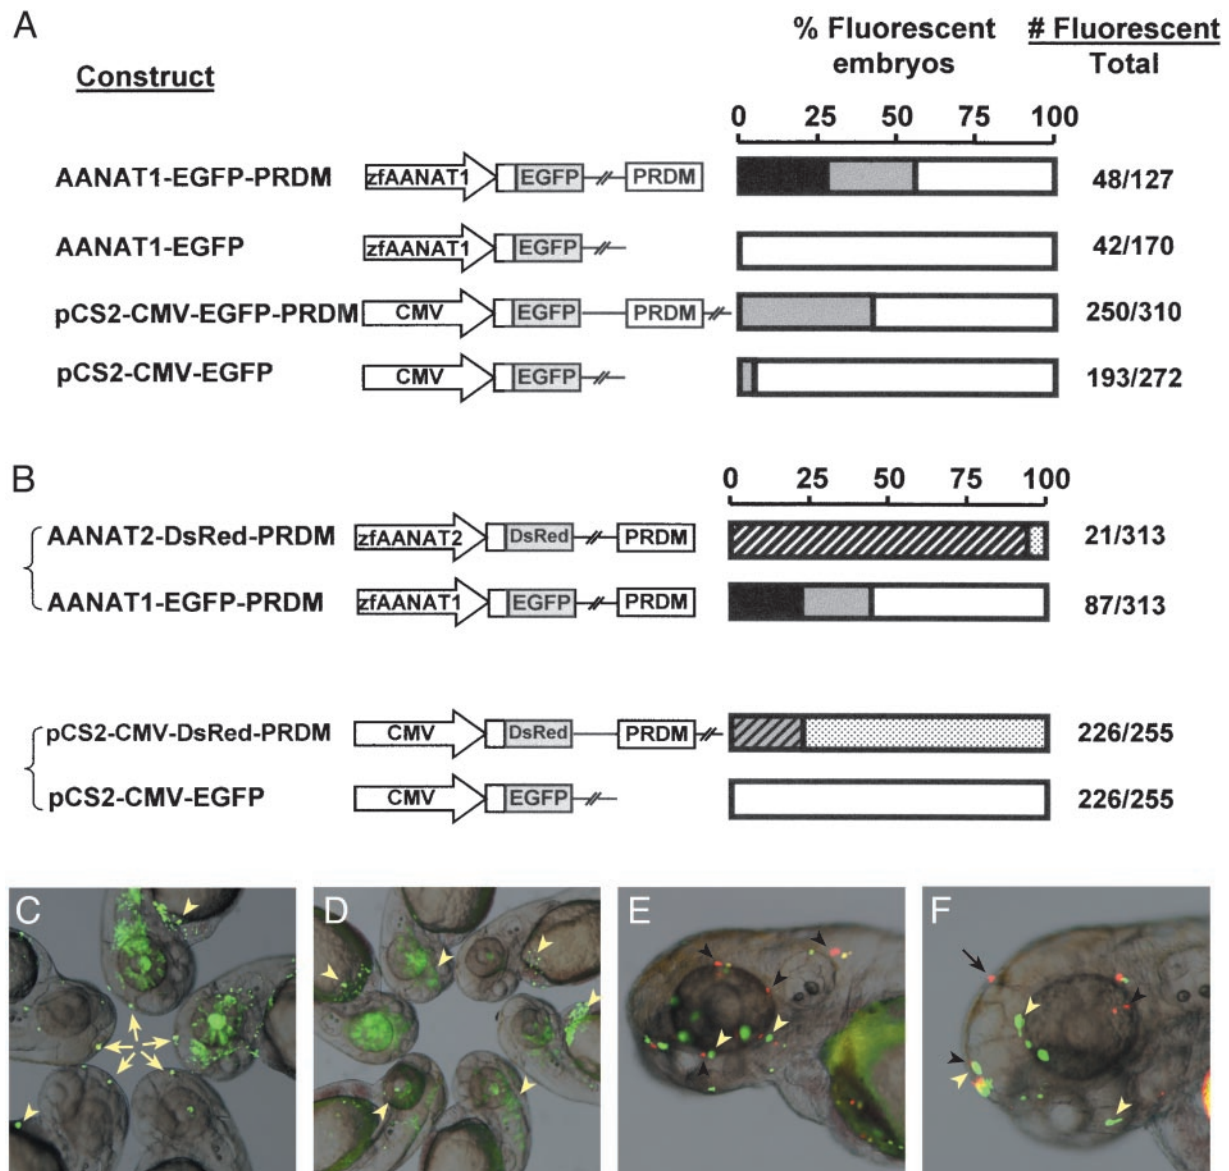 A
% Fluorescent embryos
# Fluorescent
Total
Construct
0 25 50 75 100
AANAT1-EGFP-PRDM zfAANAT1 EGFP PRDM 48/127
AANAT1-EGFP zfAANAT1 EGFP 42/170
pCS2-CMV-EGFP-PRDM CMV EGFP PRDM 250/310
pCS2-CMV-EGFP CMV EGFP 193/272
B
0 25 50 75 100
AANAT2-DsRed-PRDM zfAANAT2 DsRed PRDM 21/313
AANAT1-EGFP-PRDM zfAANAT1 EGFP PRDM 87/313
pCS2-CMV-DsRed-PRDM CMV DsRed PRDM 226/255
pCS2-CMV-EGFP CMV EGFP 226/255
C D E F